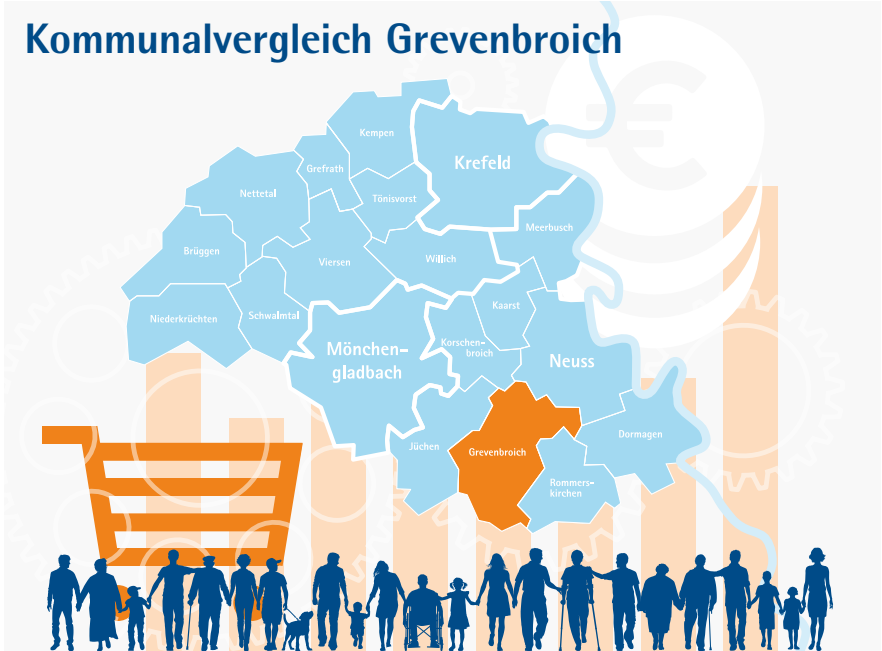 Kommunalvergleich Grevenbroich
Kempen
Krefeld
Grefrath
Nettetal
Tönisvorst
Meerbusch
Brüggen
Viersen
Willich
Kaarst
Niederkrüchten
Schwalmtal
Mönchen-
gladbach
Korschen-
broich
Neuss
Jüchen
Grevenbroich
Dormagen
Rommers-
kirchen
€